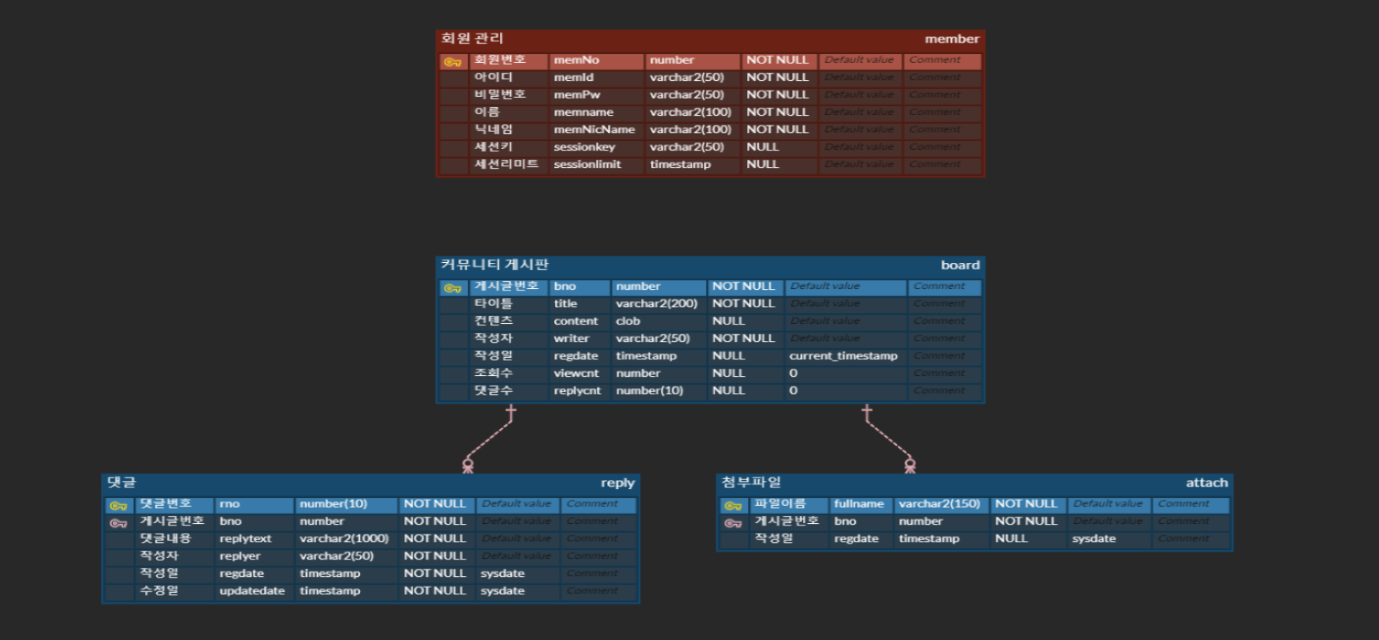 회원 관리 member
회원번호 memNo number NOT NULL Default value Comment
아이디 memId varchar2(50) NOT NULL Default value Comment
비밀번호 memPw varchar2(50) NOT NULL Default value Comment
이름 memname varchar2(100) NOT NULL Default value Comment
닉네임 memNicName varchar2(100) NOT NULL Default value Comment
세션키 sessionkey varchar2(50) NULL Default value Comment
세션리미트 sessionlimit timestamp NULL Default value Comment
커뮤니티 게시판 board
게시글번호 bno number NOT NULL Default value Comment
타이틀 title varchar2(200) NOT NULL Default value Comment
컨텐츠 content clob NULL Default value Comment
작성자 writer varchar2(50) NOT NULL Default value Comment
작성일 regdate timestamp NULL current_timestamp Comment
조회수 viewcnt number NULL 0 Comment
댓글수 replycnt number(10) NULL 0 Comment
댓글 reply
댓글번호 rno number(10) NOT NULL Default value Comment
게시글번호 bno number NOT NULL Default value Comment
댓글내용 replytext varchar2(1000) NOT NULL Default value Comment
작성자 replyer varchar2(50) NOT NULL Default value Comment
작성일 regdate timestamp NOT NULL sysdate Comment
수정일 updatedate timestamp NOT NULL sysdate Comment
첨부파일 attach
파일이름 fullname varchar2(150) NOT NULL Default value Comment
게시글번호 bno number NOT NULL Default value Comment
작성일 regdate timestamp NULL sysdate Comment